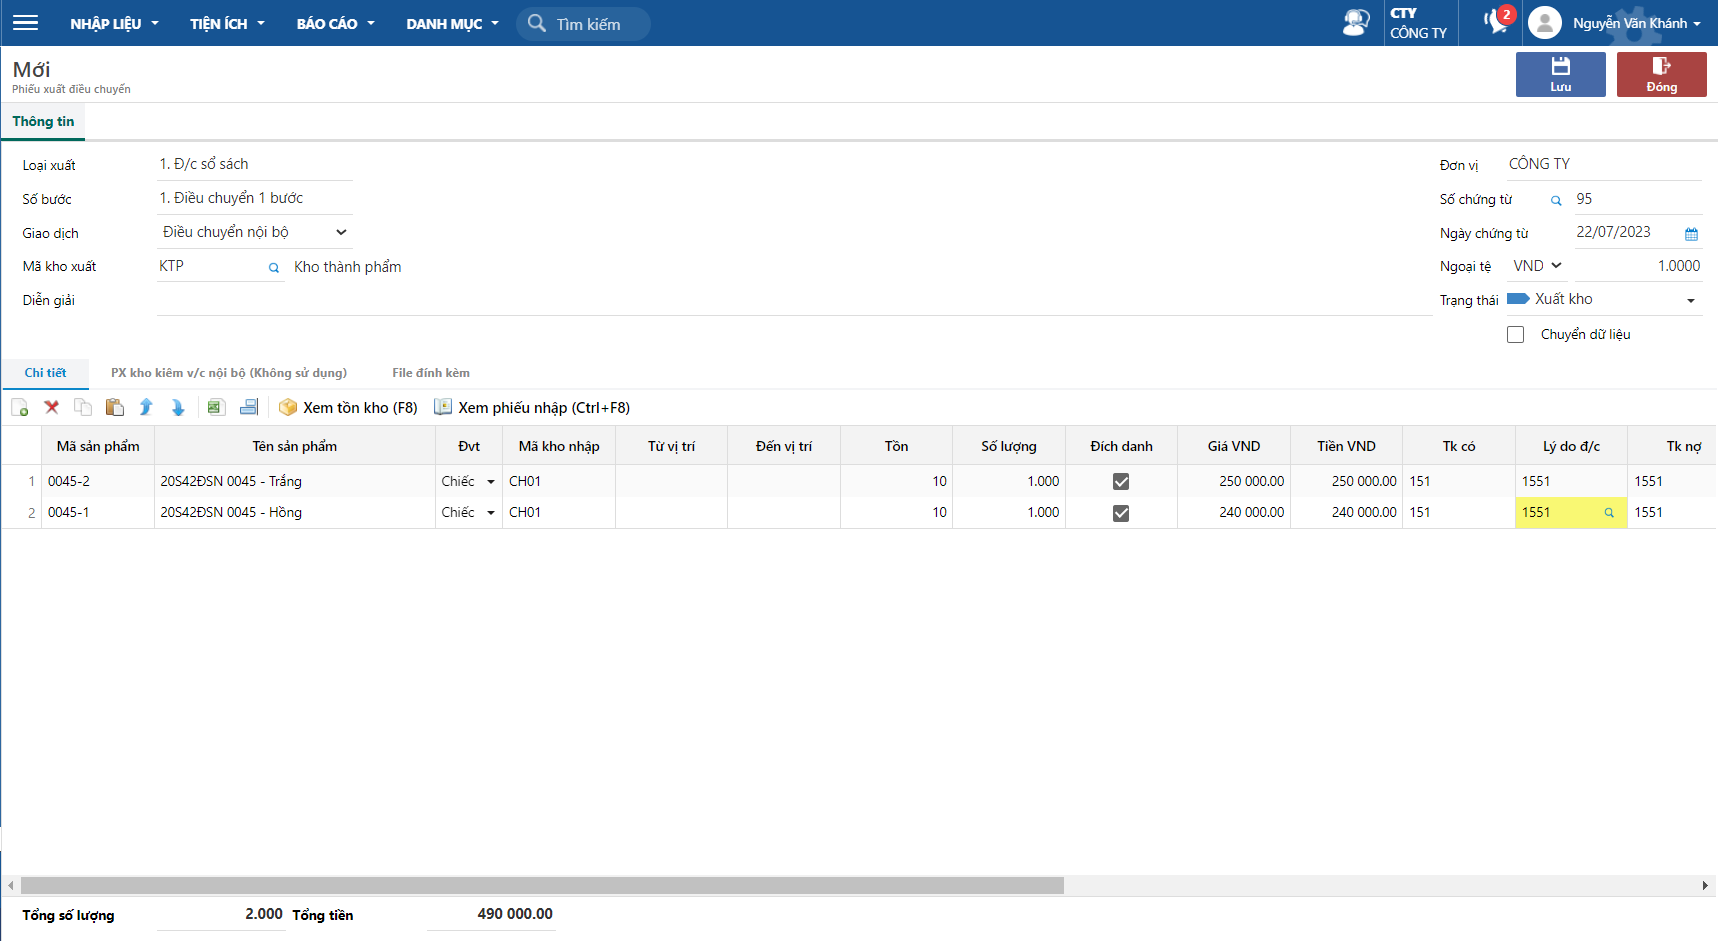 NHẬP LIỆU TIỆN ÍCH BÁO CÁO DANH MỤC Tìm kiếm CTY CÔNG TY 2 Nguyễn Văn Khánh
Mới
Phiếu xuất điều chuyển
Lưu Đóng
Thông tin
Loại xuất 1. Đ/c sổ sách Đơn vị CÔNG TY
Số bước 1. Điều chuyển 1 bước Số chứng từ 95
Giao dịch Điều chuyển nội bộ Ngày chứng từ 22/07/2023
Mã kho xuất KTP Kho thành phẩm Ngoại tệ VND 1.0000
Diễn giải Trạng thái Xuất kho
Chuyển dữ liệu
Chi tiết PX kho kiêm v/c nội bộ (Không sử dụng) File đính kèm
Xem tồn kho (F8) Xem phiếu nhập (Ctrl+F8)
Mã sản phẩm Tên sản phẩm Đvt Mã kho nhập Từ vị trí Đến vị trí Tồn Số lượng Đích danh Giá VND Tiền VND Tk có Lý do đ/c Tk nợ
1 0045-2 20S42ĐSN 0045 - Trắng Chiếc CH01 10 1.000 250 000.00 250 000.00 151 1551 1551
2 0045-1 20S42ĐSN 0045 - Hồng Chiếc CH01 10 1.000 240 000.00 240 000.00 151 1551 1551
Tổng số lượng 2.000 Tổng tiền 490 000.00